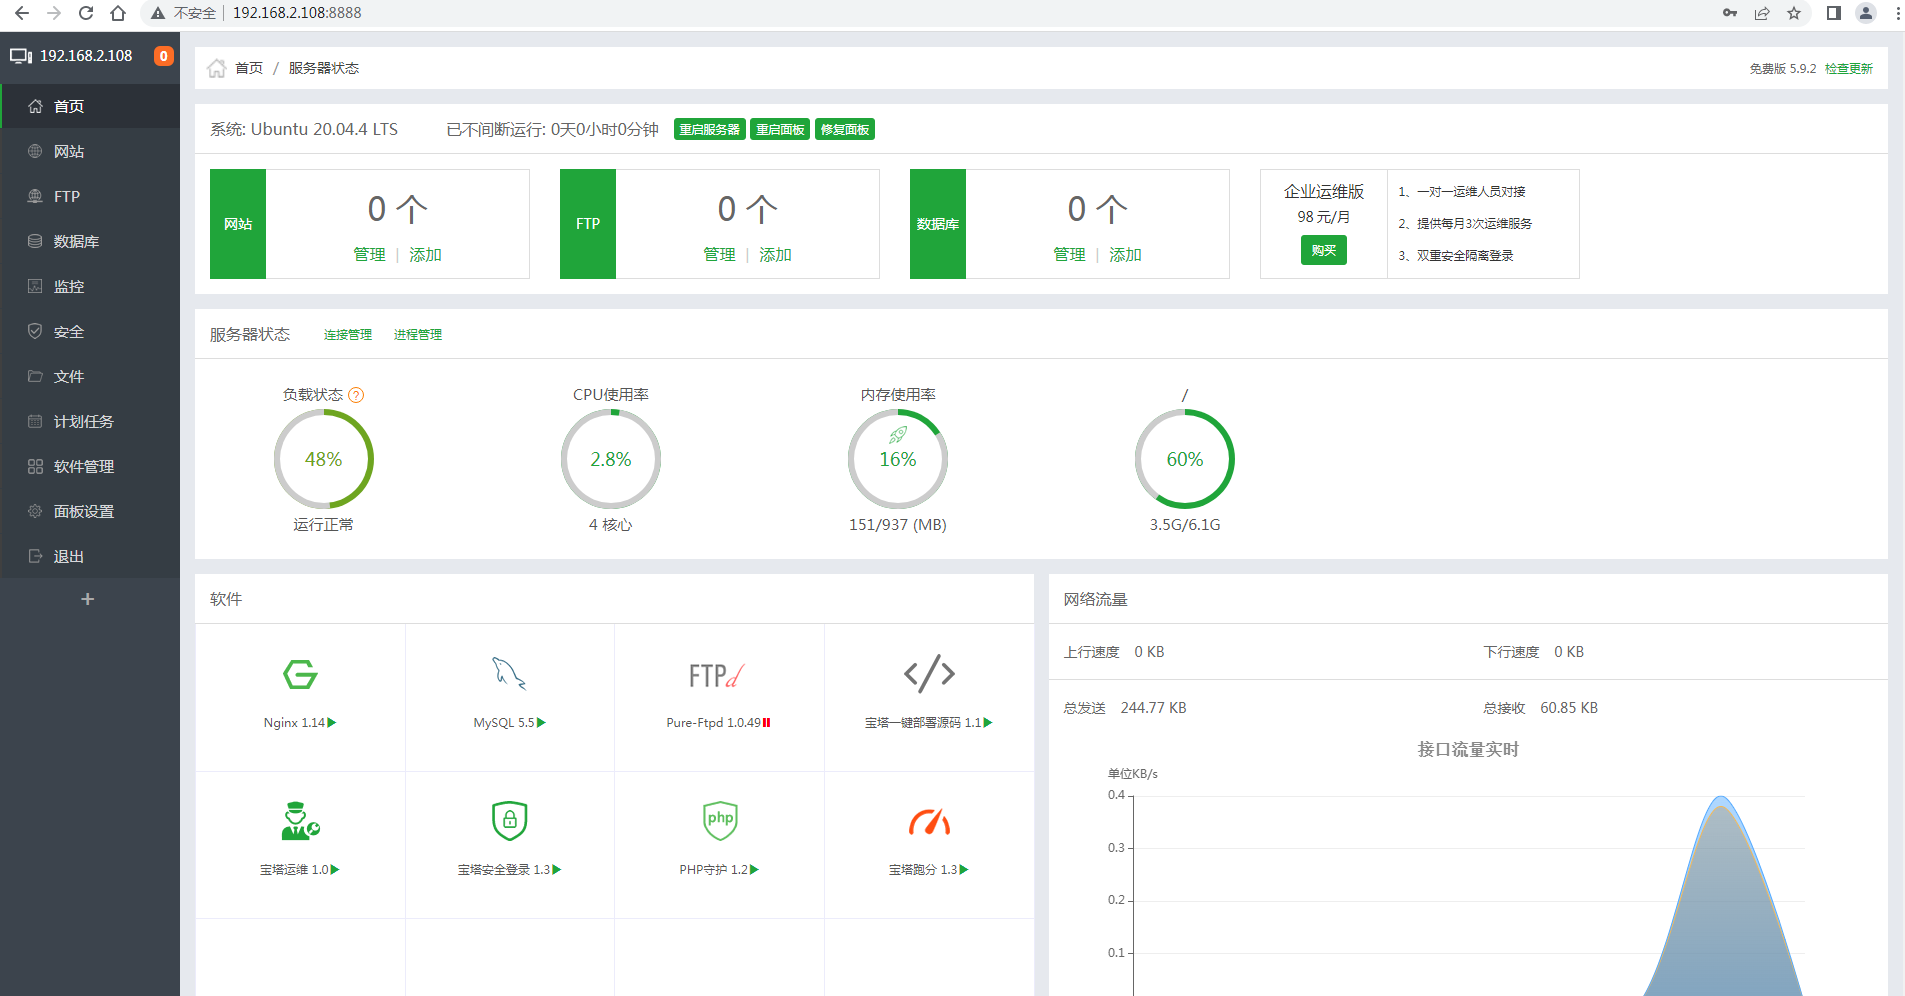 不安全 192.168.2.108:8888
192.168.2.108 0
首页
网站
FTP
数据库
监控
安全
文件
计划任务
软件管理
面板设置
退出
+
首页 / 服务器状态
免费版 5.9.2 检查更新
系统: Ubuntu 20.04.4 LTS 已不间断运行: 0天0小时0分钟 重启服务器 重启面板 修复面板
网站
0 个
管理 | 添加
FTP
0 个
管理 | 添加
数据库
0 个
管理 | 添加
企业运维版
98 元/月
购买
1、一对一运维人员对接
2、提供每月3次运维服务
3、双重安全隔离登录
服务器状态 连接管理 进程管理
负载状态 ?
48%
运行正常
CPU使用率
2.8%
4 核心
内存使用率
16%
151/937 (MB)
/
60%
3.5G/6.1G
软件
Nginx 1.14
MySQL 5.5
FTPd
Pure-Ftpd 1.0.49
</>
宝塔一键部署源码 1.1
宝塔运维 1.0
宝塔安全登录 1.3
php
PHP守护 1.2
宝塔跑分 1.3
网络流量
上行速度 0 KB
下行速度 0 KB
总发送 244.77 KB
总接收 60.85 KB
接口流量实时
单位KB/s
0.4
0.3
0.2
0.1